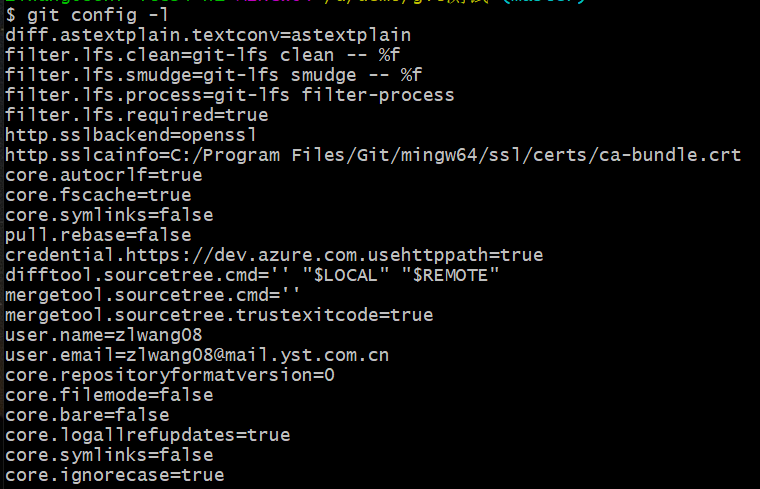 $ git config -l
diff.astextplain.textconv=astextplain
filter.lfs.clean=git-lfs clean -- %f
filter.lfs.smudge=git-lfs smudge -- %f
filter.lfs.process=git-lfs filter-process
filter.lfs.required=true
http.sslbackend=openssl
http.sslcainfo=C:/Program Files/Git/mingw64/ssl/certs/ca-bundle.crt
core.autocrlf=true
core.fscache=true
core.symlinks=false
pull.rebase=false
credential.https://dev.azure.com.usehttppath=true
difftool.sourcetree.cmd='' "$LOCAL" "$REMOTE"
mergetool.sourcetree.cmd=''
mergetool.sourcetree.trustexitcode=true
user.name=zlwang08
user.email=zlwang08@mail.yst.com.cn
core.repositoryformatversion=0
core.filemode=false
core.bare=false
core.logallrefupdates=true
core.symlinks=false
core.ignorecase=true